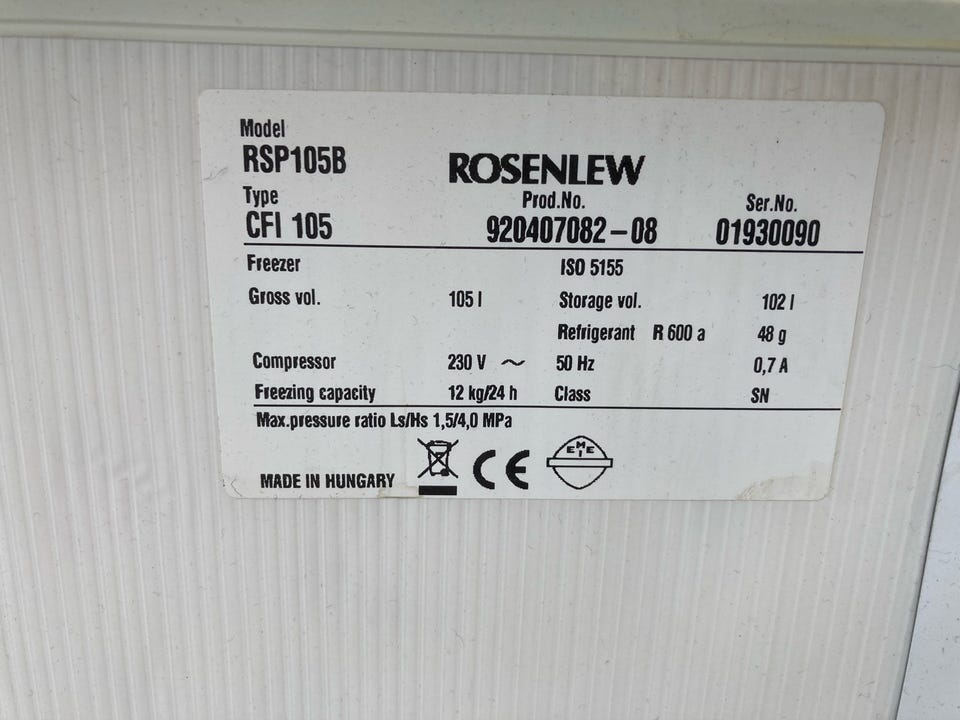 Model
RSP105B ROSENLEW
Type Prod.No. Ser.No.
CFI 105 920407082-08 01930090
Freezer ISO 5155
Gross vol. 105 l Storage vol. 102 l
Refrigerant R 600 a 48 g
Compressor 230 V ~ 50 Hz 0,7 A
Freezing capacity 12 kg/24 h Class SN
Max.pressure ratio Ls/Hs 1,5/4,0 MPa
MADE IN HUNGARY CE EMEI